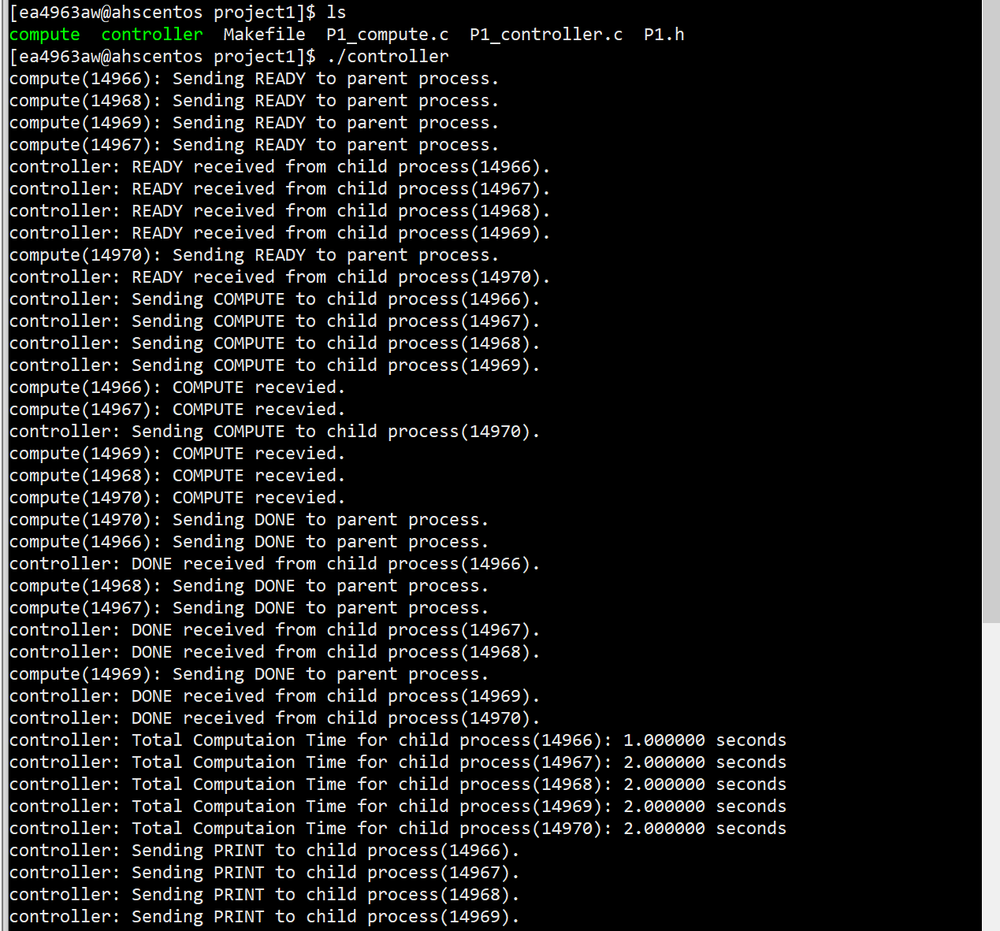 [ea4963aw@ahscentos project1]$ ls
compute  controller  Makefile  P1_compute.c  P1_controller.c  P1.h
[ea4963aw@ahscentos project1]$ ./controller
compute(14966): Sending READY to parent process.
compute(14968): Sending READY to parent process.
compute(14969): Sending READY to parent process.
compute(14967): Sending READY to parent process.
controller: READY received from child process(14966).
controller: READY received from child process(14967).
controller: READY received from child process(14968).
controller: READY received from child process(14969).
compute(14970): Sending READY to parent process.
controller: READY received from child process(14970).
controller: Sending COMPUTE to child process(14966).
controller: Sending COMPUTE to child process(14967).
controller: Sending COMPUTE to child process(14968).
controller: Sending COMPUTE to child process(14969).
compute(14966): COMPUTE recevied.
compute(14967): COMPUTE recevied.
controller: Sending COMPUTE to child process(14970).
compute(14969): COMPUTE recevied.
compute(14968): COMPUTE recevied.
compute(14970): COMPUTE recevied.
compute(14970): Sending DONE to parent process.
compute(14966): Sending DONE to parent process.
controller: DONE received from child process(14966).
compute(14968): Sending DONE to parent process.
compute(14967): Sending DONE to parent process.
controller: DONE received from child process(14967).
controller: DONE received from child process(14968).
compute(14969): Sending DONE to parent process.
controller: DONE received from child process(14969).
controller: DONE received from child process(14970).
controller: Total Computaion Time for child process(14966): 1.000000 seconds
controller: Total Computaion Time for child process(14967): 2.000000 seconds
controller: Total Computaion Time for child process(14968): 2.000000 seconds
controller: Total Computaion Time for child process(14969): 2.000000 seconds
controller: Total Computaion Time for child process(14970): 2.000000 seconds
controller: Sending PRINT to child process(14966).
controller: Sending PRINT to child process(14967).
controller: Sending PRINT to child process(14968).
controller: Sending PRINT to child process(14969).